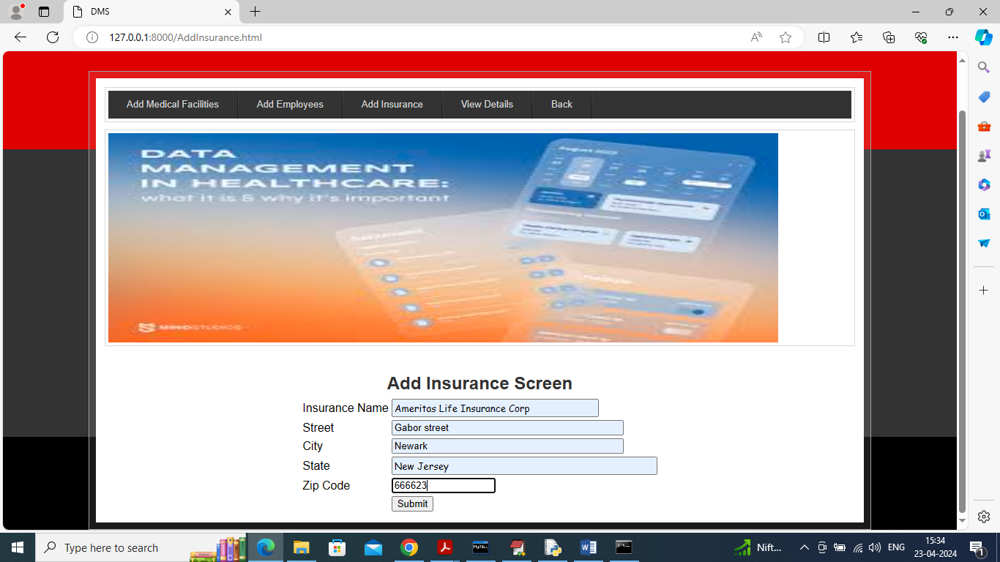 DMS
127.0.0.1:8000/AddInsurance.html
Add Medical Facilities Add Employees Add Insurance View Details Back
DATA
MANAGEMENT
IN HEALTHCARE:
what it is & why it's important
August 2022
MINDSTUDIOS
Add Insurance Screen
Insurance Name Ameritas Life Insurance Corp
Street Gabor street
City Newark
State New Jersey
Zip Code 666623
Submit
Type here to search
Nift...
ENG
15:34
23-04-2024
1